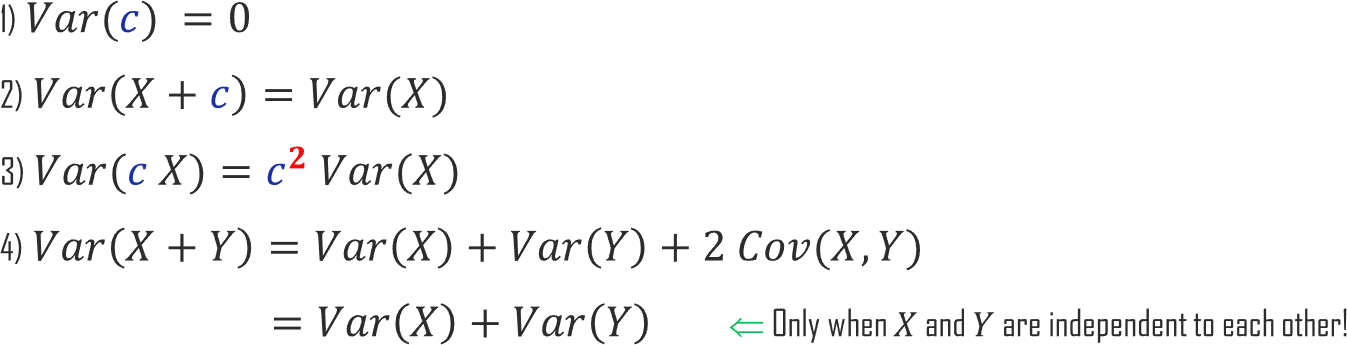 1) Var(c) = 0
2) Var(X + c) = Var(X)
3) Var(c X) = c² Var(X)
4) Var(X + Y) = Var(X) + Var(Y) + 2 Cov(X, Y)
= Var(X) + Var(Y) ⇐ Only when X and Y are independent to each other!